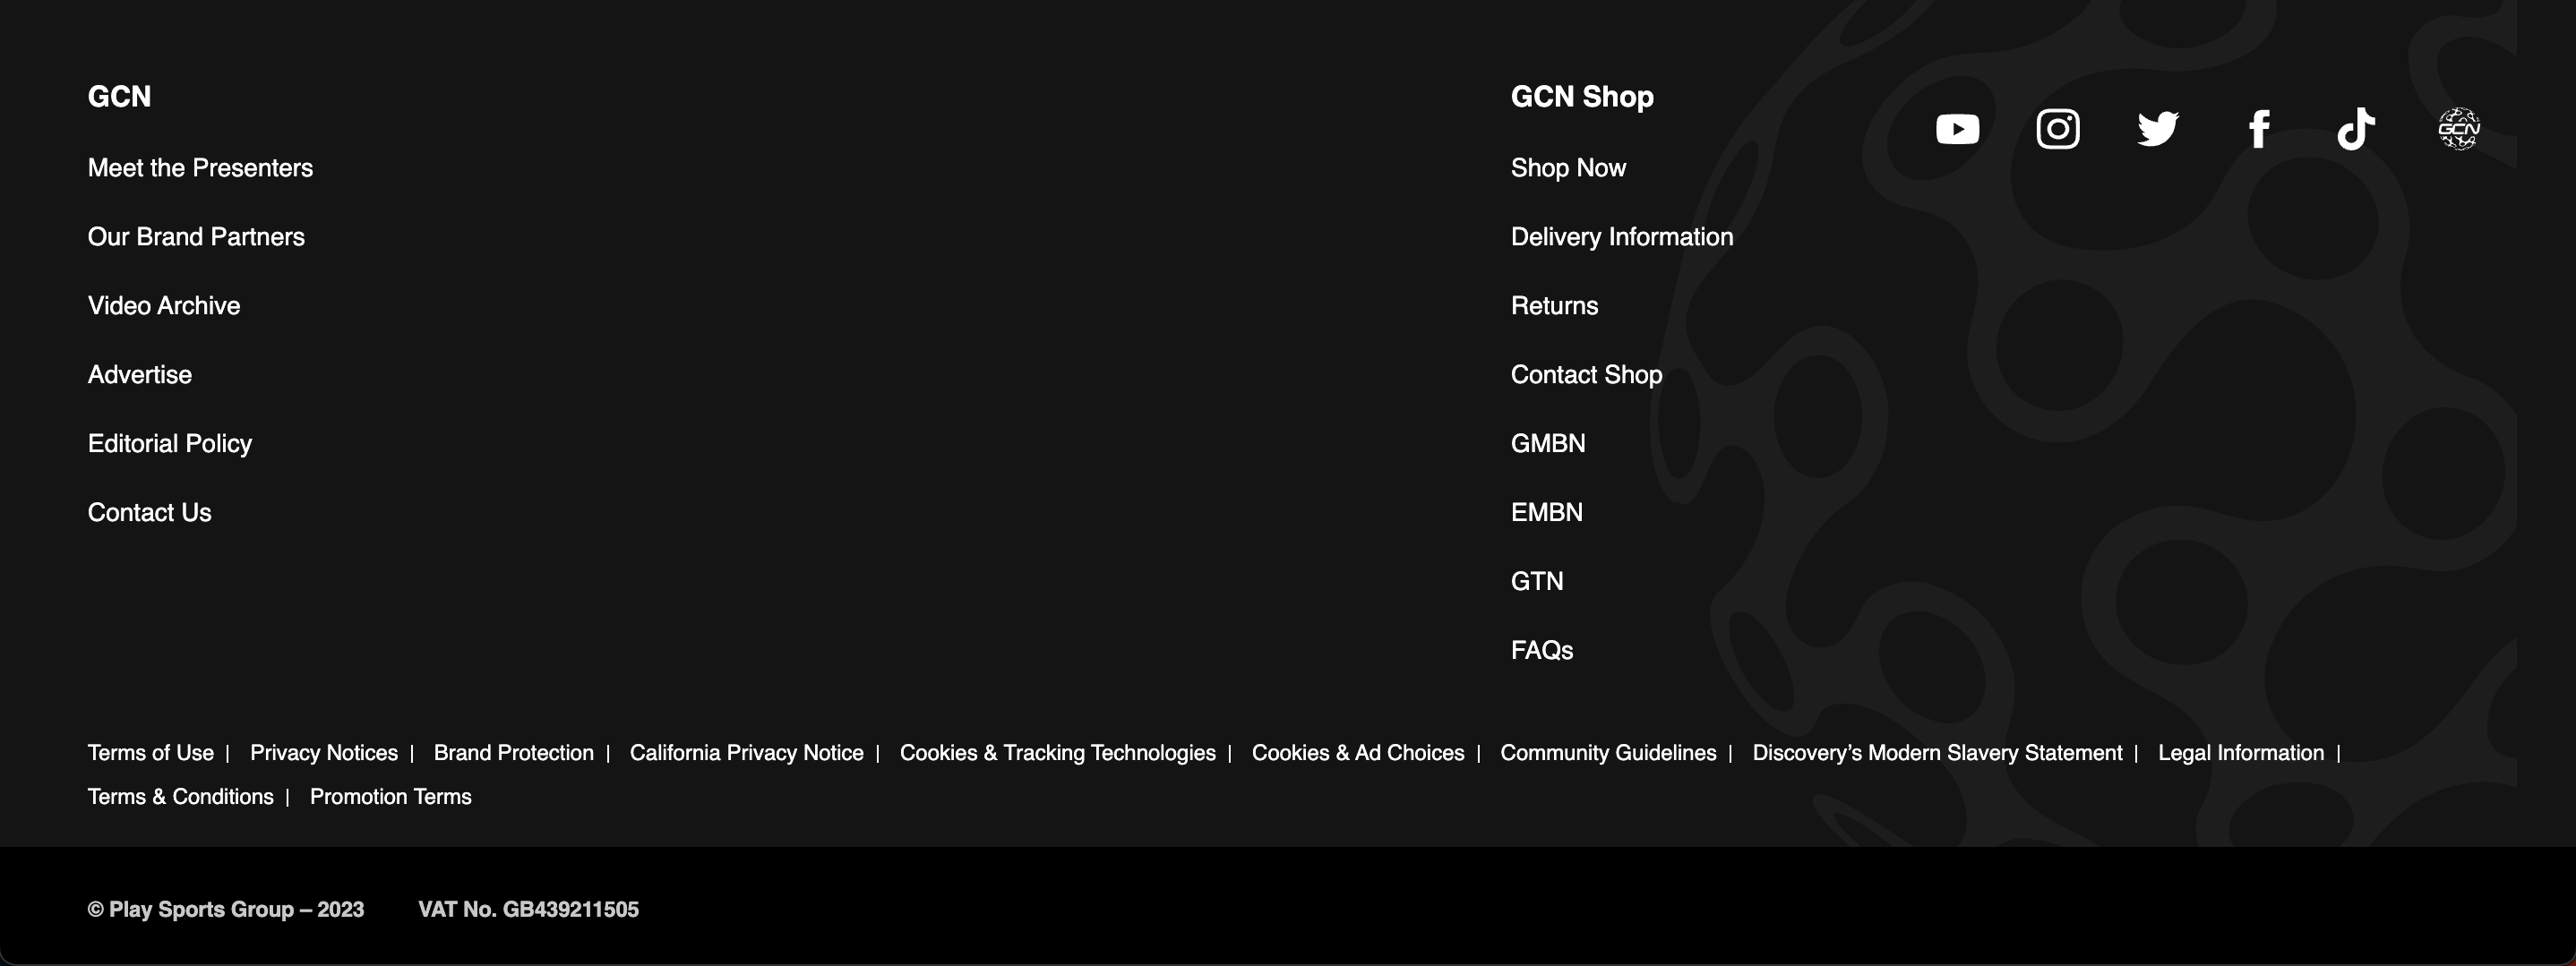 GCN
Meet the Presenters
Our Brand Partners
Video Archive
Advertise
Editorial Policy
Contact Us
GCN Shop
Shop Now
Delivery Information
Returns
Contact Shop
GMBN
EMBN
GTN
FAQs
GCN
Terms of Use | Privacy Notices | Brand Protection | California Privacy Notice | Cookies & Tracking Technologies | Cookies & Ad Choices | Community Guidelines | Discovery’s Modern Slavery Statement | Legal Information |
Terms & Conditions | Promotion Terms
© Play Sports Group – 2023 VAT No. GB439211505